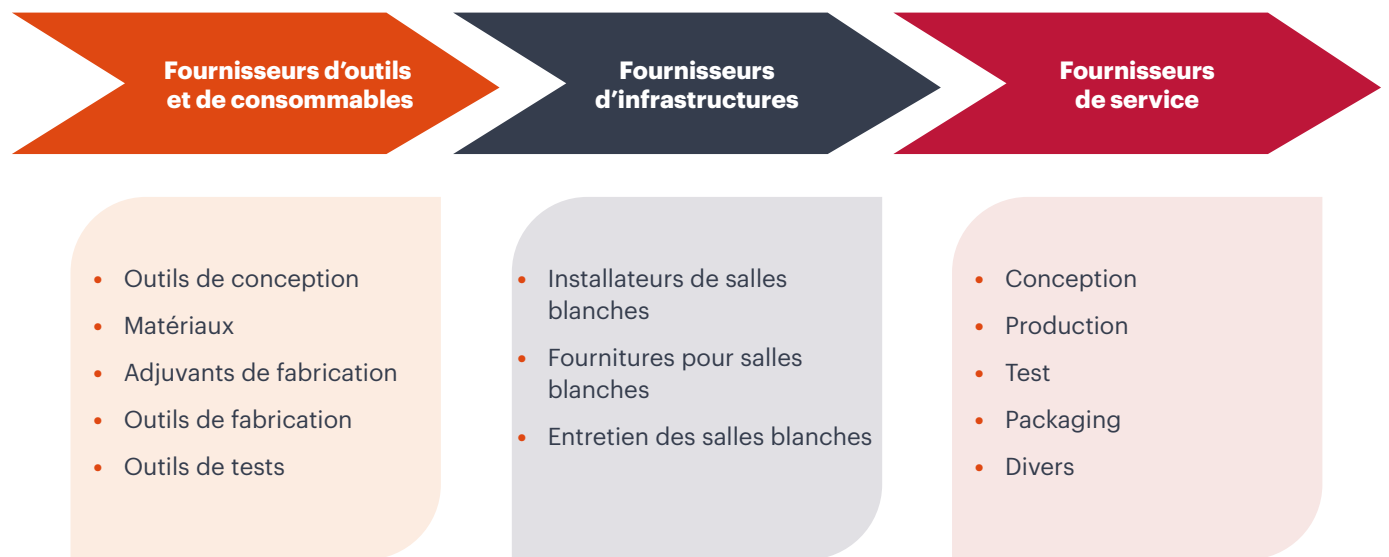 Fournisseurs d’outils
et de consommables
Fournisseurs
d’infrastructures
Fournisseurs
de service
• Outils de conception
• Matériaux
• Adjuvants de fabrication
• Outils de fabrication
• Outils de tests
• Installateurs de salles
blanches
• Fournitures pour salles
blanches
• Entretien des salles blanches
• Conception
• Production
• Test
• Packaging
• Divers